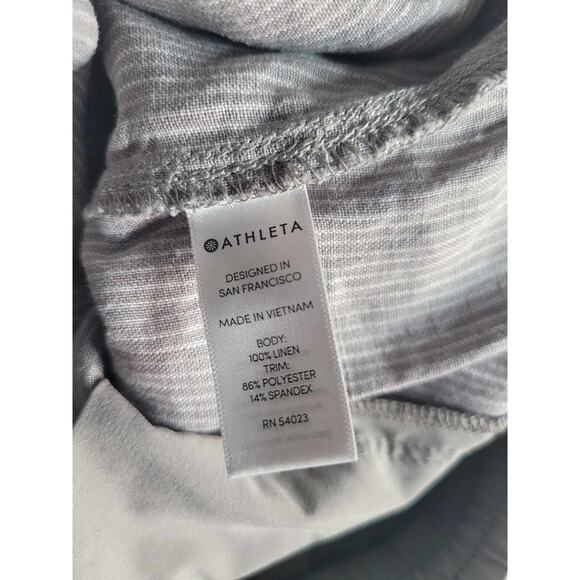 ATHLETA
DESIGNED IN
SAN FRANCISCO
MADE IN VIETNAM
BODY:
100% LINEN
TRIM:
86% POLYESTER
14% SPANDEX
RN 54023